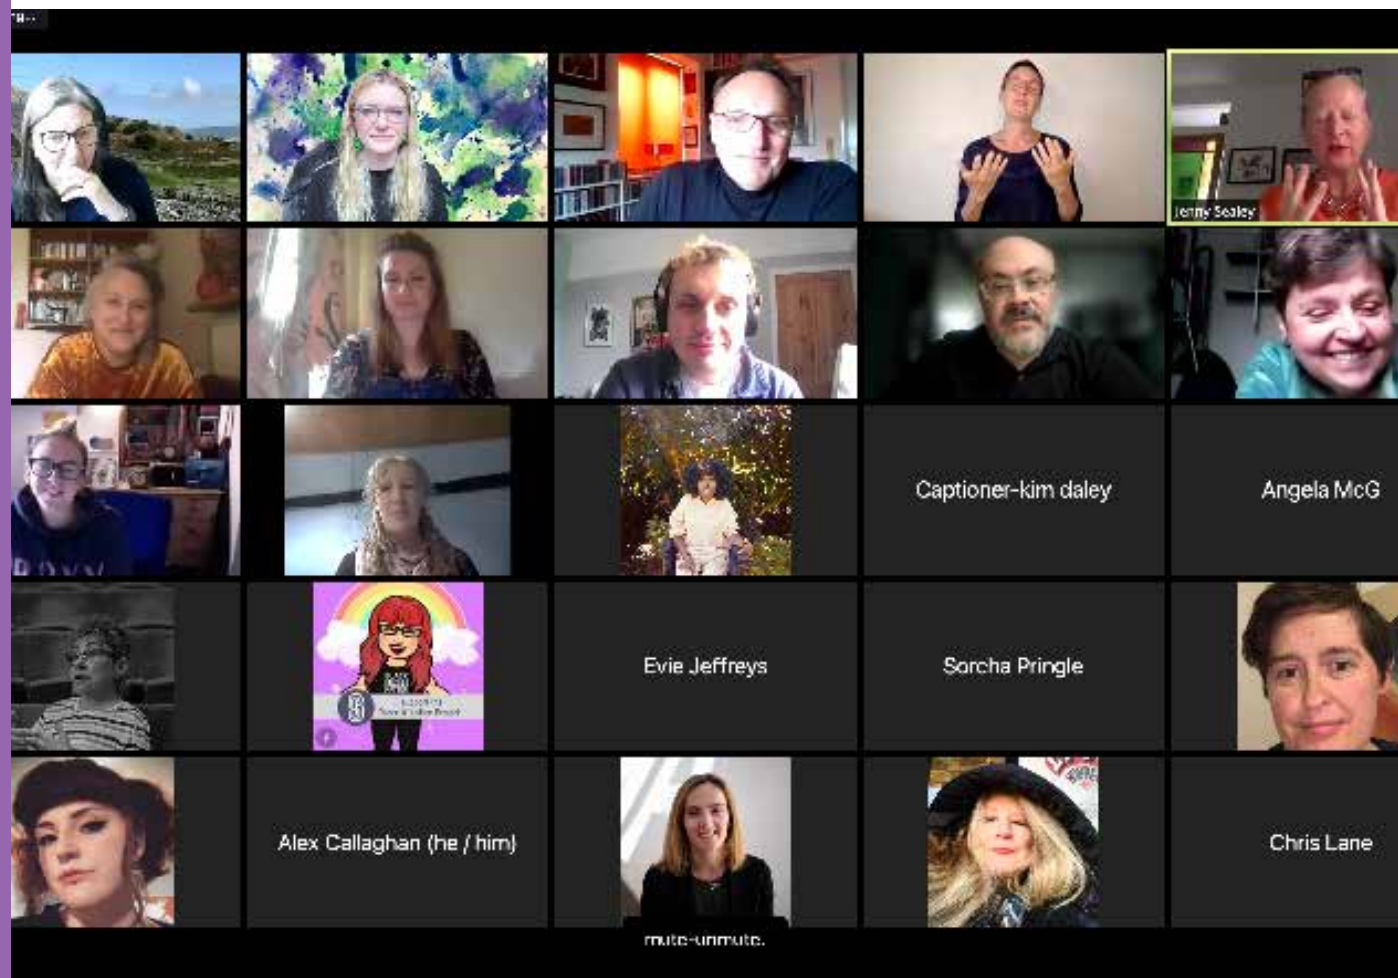 Jenny Sealey
Captioner-kim daley
Angela McG
Evie Jeffreys
Sorcha Pringle
Alex Callaghan (he / him)
Chris Lane
mute-unmute.